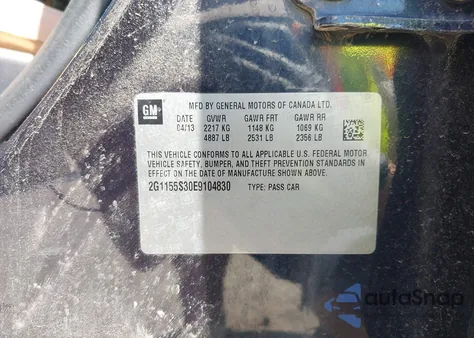 GM
MFD BY GENERAL MOTORS OF CANADA LTD.
DATE GVWR GAWR FRT GAWR RR
04/13 2217 KG 1148 KG 1069 KG
4887 LB 2531 LB 2356 LB
THIS VEHICLE CONFORMS TO ALL APPLICABLE U.S. FEDERAL MOTOR
VEHICLE SAFETY, BUMPER, AND THEFT PREVENTION STANDARDS IN
EFFECT ON THE DATE OF MANUFACTURE SHOWN ABOVE.
2G1155S30E9104830 TYPE: PASS CAR
autoSnap